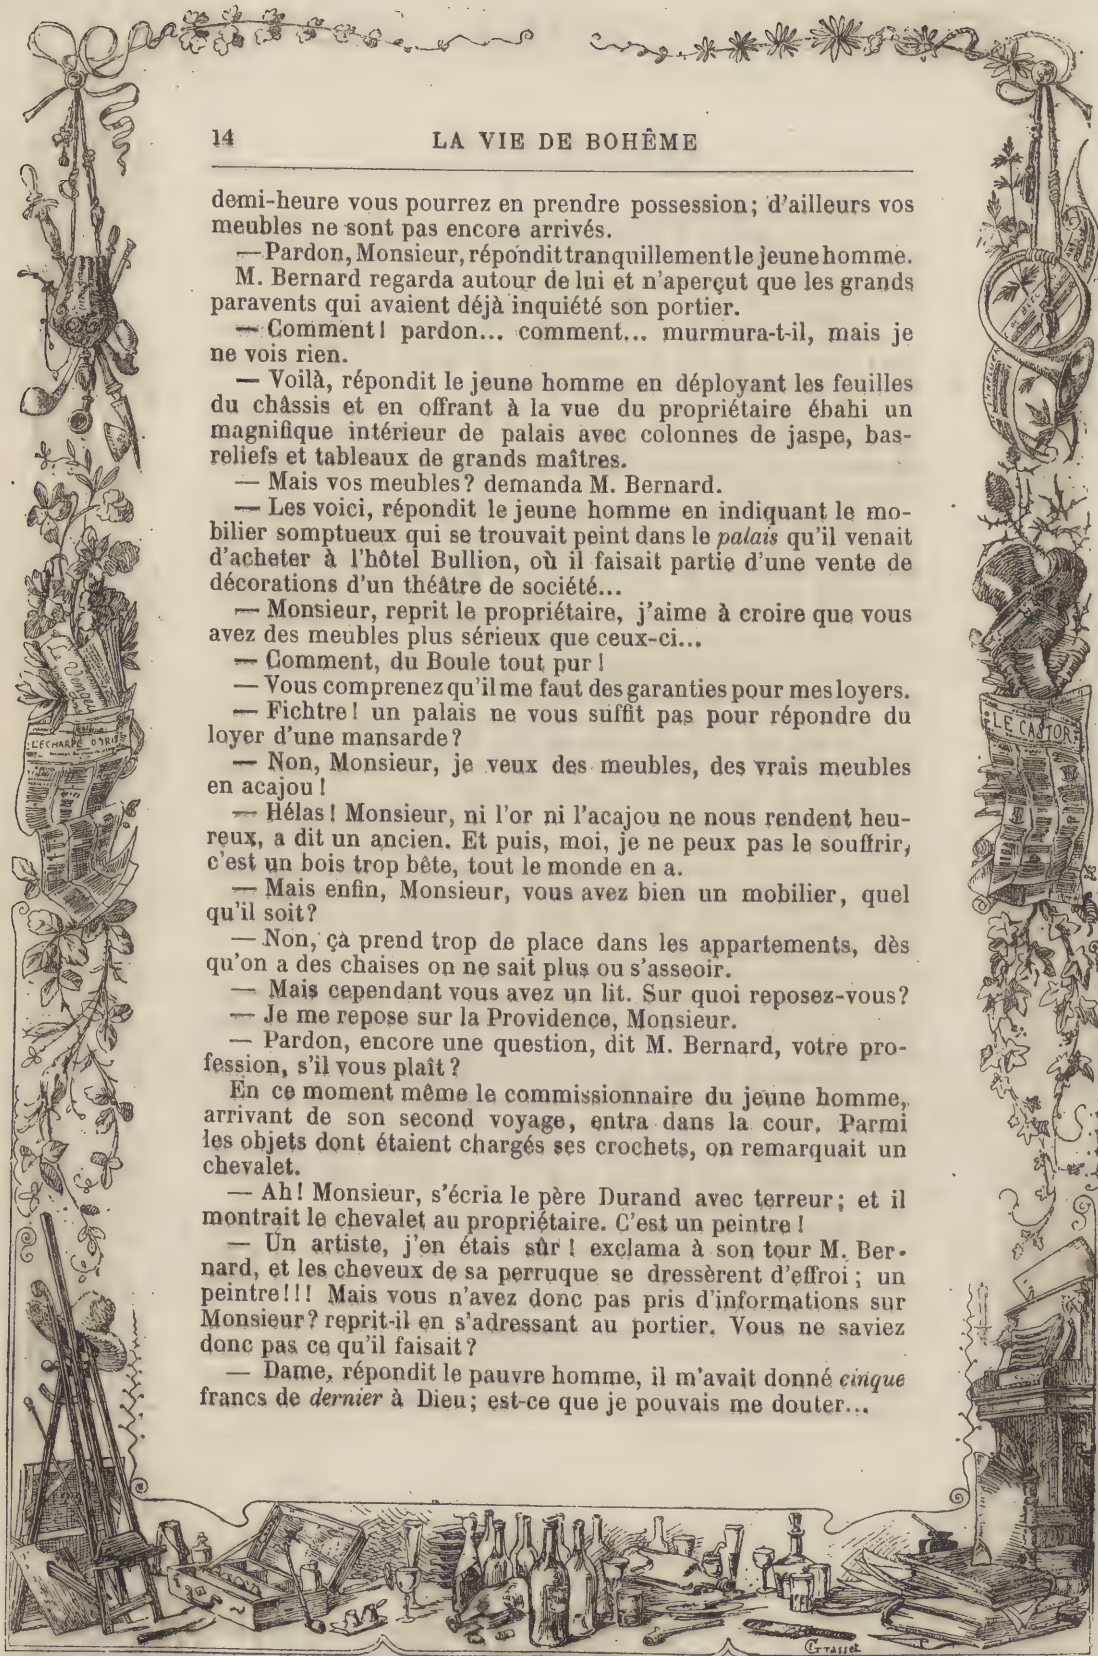 14 LA VIE DE BOHÊME
demi-heure vous pourrez en prendre possession; d'ailleurs vos
meubles ne sont pas encore arrivés.
— Pardon, Monsieur, répondit tranquillement le jeune homme.
M. Bernard regarda autour de lui et n'aperçut que les grands
paravents qui avaient déjà inquiété son portier.
— Comment! pardon... comment... murmura-t-il, mais je
ne vois rien.
— Voilà, répondit le jeune homme en déployant les feuilles
du châssis et en offrant à la vue du propriétaire ébahi un
magnifique intérieur de palais avec colonnes de jaspe, bas-
reliefs et tableaux de grands maîtres.
— Mais vos meubles? demanda M. Bernard.
— Les voici, répondit le jeune homme en indiquant le mo-
bilier somptueux qui se trouvait peint dans le palais qu'il venait
d'acheter à l'hôtel Bullion, où il faisait partie d'une vente de
décorations d'un théâtre de société...
— Monsieur, reprit le propriétaire, j'aime à croire que vous
avez des meubles plus sérieux que ceux-ci...
— Comment, du Boule tout pur!
— Vous comprenez qu'il me faut des garanties pour mes loyers.
— Fichtre! un palais ne vous suffit pas pour répondre du
loyer d'une mansarde?
— Non, Monsieur, je veux des meubles, des vrais meubles
en acajou!
— Hélas! Monsieur, ni l'or ni l'acajou ne nous rendent heu-
reux, a dit un ancien. Et puis, moi, je ne peux pas le souffrir,
c'est un bois trop bête, tout le monde en a.
— Mais enfin, Monsieur, vous avez bien un mobilier, quel
qu'il soit?
— Non, çà prend trop de place dans les appartements, dès
qu'on a des chaises on ne sait plus ou s'asseoir.
— Mais cependant vous avez un lit. Sur quoi reposez-vous?
— Je me repose sur la Providence, Monsieur.
— Pardon, encore une question, dit M. Bernard, votre pro-
fession, s'il vous plaît?
En ce moment même le commissionnaire du jeune homme,
arrivant de son second voyage, entra dans la cour. Parmi
les objets dont étaient chargés ses crochets, on remarquait un
chevalet.
— Ah! Monsieur, s'écria le père Durand avec terreur; et il
montrait le chevalet au propriétaire. C'est un peintre!
— Un artiste, j'en étais sûr! exclama à son tour M. Ber-
nard, et les cheveux de sa perruque se dressèrent d'effroi; un
peintre!!! Mais vous n'avez donc pas pris d'informations sur
Monsieur? reprit-il en s'adressant au portier. Vous ne saviez
donc pas ce qu'il faisait?
— Dame, répondit le pauvre homme, il m'avait donné cinque
francs de dernier à Dieu; est-ce que je pouvais me douter...
Le Vengeur
L'ECHARPE D'IRIS
LE CASTOR
EGrasset